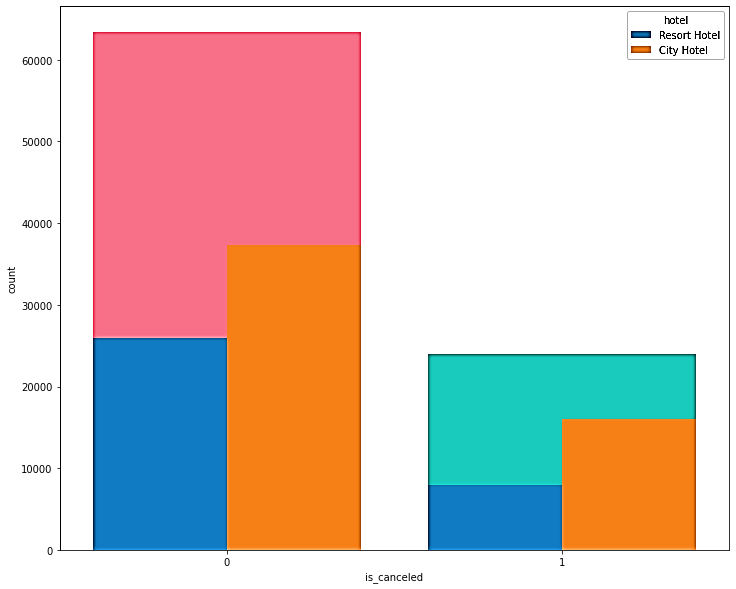 hotel
Resort Hotel
City Hotel
60000
50000
40000
30000
20000
10000
0
count
0 1
is_canceled